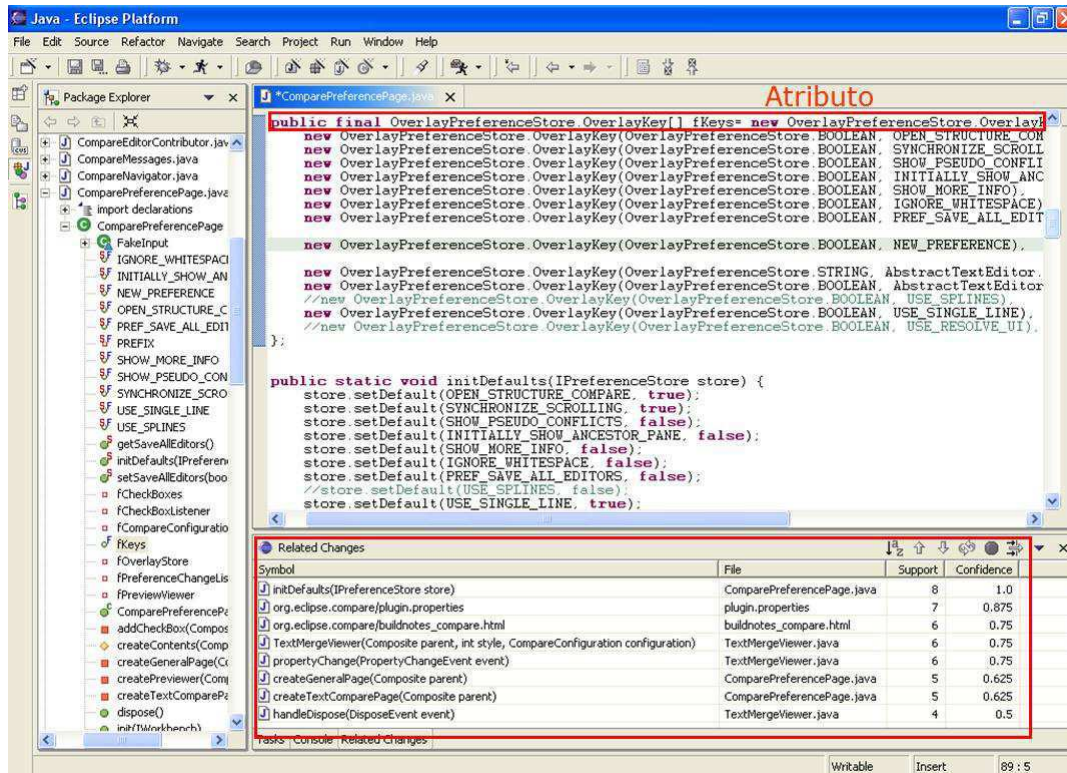 Java - Eclipse Platform
File Edit Source Refactor Navigate Search Project Run Window Help
Package Explorer
CompareEditorContributor.jav
CompareMessages.java
CompareNavigator.java
ComparePreferencePage.java
import declarations
ComparePreferencePage
FakeInput
IGNORE_WHITESPACE
INITIALLY_SHOW_AN
NEW_PREFERENCE
OPEN_STRUCTURE_C
PREF_SAVE_ALL_EDIT
PREFIX
SHOW_MORE_INFO
SHOW_PSEUDO_CON
SYNCHRONIZE_SCRO
USE_SINGLE_LINE
USE_SPLINES
getSaveAllEditors()
initDefaults(IPreferen
setSaveAllEditors(boo
fCheckBoxes
fCheckBoxListener
fCompareConfiguratio
fKeys
fOverlayStore
fPreferenceChangeLis
fPreviewViewer
ComparePreferencePa
addCheckBox(Compos
createContents(Comp
createGeneralPage(Co
createPreviewer(Comp
createTextComparePa
dispose()
init(IWorkbench)
*ComparePreferencePage.java
Atributo
public final OverlayPreferenceStore.OverlayKey[] fKeys= new OverlayPreferenceStore.OverlayK
new OverlayPreferenceStore.OverlayKey(OverlayPreferenceStore.BOOLEAN, OPEN_STRUCTURE_COM
new OverlayPreferenceStore.OverlayKey(OverlayPreferenceStore.BOOLEAN, SYNCHRONIZE_SCROLL
new OverlayPreferenceStore.OverlayKey(OverlayPreferenceStore.BOOLEAN, SHOW_PSEUDO_CONFLI
new OverlayPreferenceStore.OverlayKey(OverlayPreferenceStore.BOOLEAN, INITIALLY_SHOW_ANC
new OverlayPreferenceStore.OverlayKey(OverlayPreferenceStore.BOOLEAN, SHOW_MORE_INFO),
new OverlayPreferenceStore.OverlayKey(OverlayPreferenceStore.BOOLEAN, IGNORE_WHITESPACE)
new OverlayPreferenceStore.OverlayKey(OverlayPreferenceStore.BOOLEAN, PREF_SAVE_ALL_EDIT
new OverlayPreferenceStore.OverlayKey(OverlayPreferenceStore.BOOLEAN, NEW_PREFERENCE),
new OverlayPreferenceStore.OverlayKey(OverlayPreferenceStore.STRING, AbstractTextEditor.
new OverlayPreferenceStore.OverlayKey(OverlayPreferenceStore.BOOLEAN, AbstractTextEditor
//new OverlayPreferenceStore.OverlayKey(OverlayPreferenceStore.BOOLEAN, USE_SPLINES),
new OverlayPreferenceStore.OverlayKey(OverlayPreferenceStore.BOOLEAN, USE_SINGLE_LINE),
//new OverlayPreferenceStore.OverlayKey(OverlayPreferenceStore.BOOLEAN, USE_RESOLVE_UI),
};
public static void initDefaults(IPreferenceStore store) {
store.setDefault(OPEN_STRUCTURE_COMPARE, true);
store.setDefault(SYNCHRONIZE_SCROLLING, true);
store.setDefault(SHOW_PSEUDO_CONFLICTS, false);
store.setDefault(INITIALLY_SHOW_ANCESTOR_PANE, false);
store.setDefault(SHOW_MORE_INFO, false);
store.setDefault(IGNORE_WHITESPACE, false);
store.setDefault(PREF_SAVE_ALL_EDITORS, false);
//store.setDefault(USE_SPLINES, false);
store.setDefault(USE_SINGLE_LINE, true);
Related Changes
Symbol File Support Confidence
initDefaults(IPreferenceStore store) ComparePreferencePage.java 8 1.0
org.eclipse.compare/plugin.properties plugin.properties 7 0.875
org.eclipse.compare/buildnotes_compare.html buildnotes_compare.html 6 0.75
TextMergeViewer(Composite parent, int style, CompareConfiguration configuration) TextMergeViewer.java 6 0.75
propertyChange(PropertyChangeEvent event) TextMergeViewer.java 6 0.75
createGeneralPage(Composite parent) ComparePreferencePage.java 5 0.625
createTextComparePage(Composite parent) ComparePreferencePage.java 5 0.625
handleDispose(DisposeEvent event) TextMergeViewer.java 4 0.5
Tasks Console Related Changes
Writable Insert 89 : 5